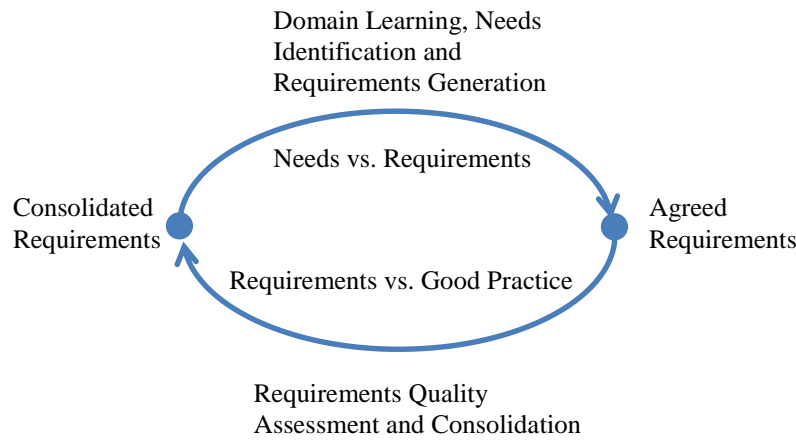 Domain Learning, Needs
Identification and
Requirements Generation
Needs vs. Requirements
Consolidated
Requirements
Agreed
Requirements
Requirements vs. Good Practice
Requirements Quality
Assessment and Consolidation